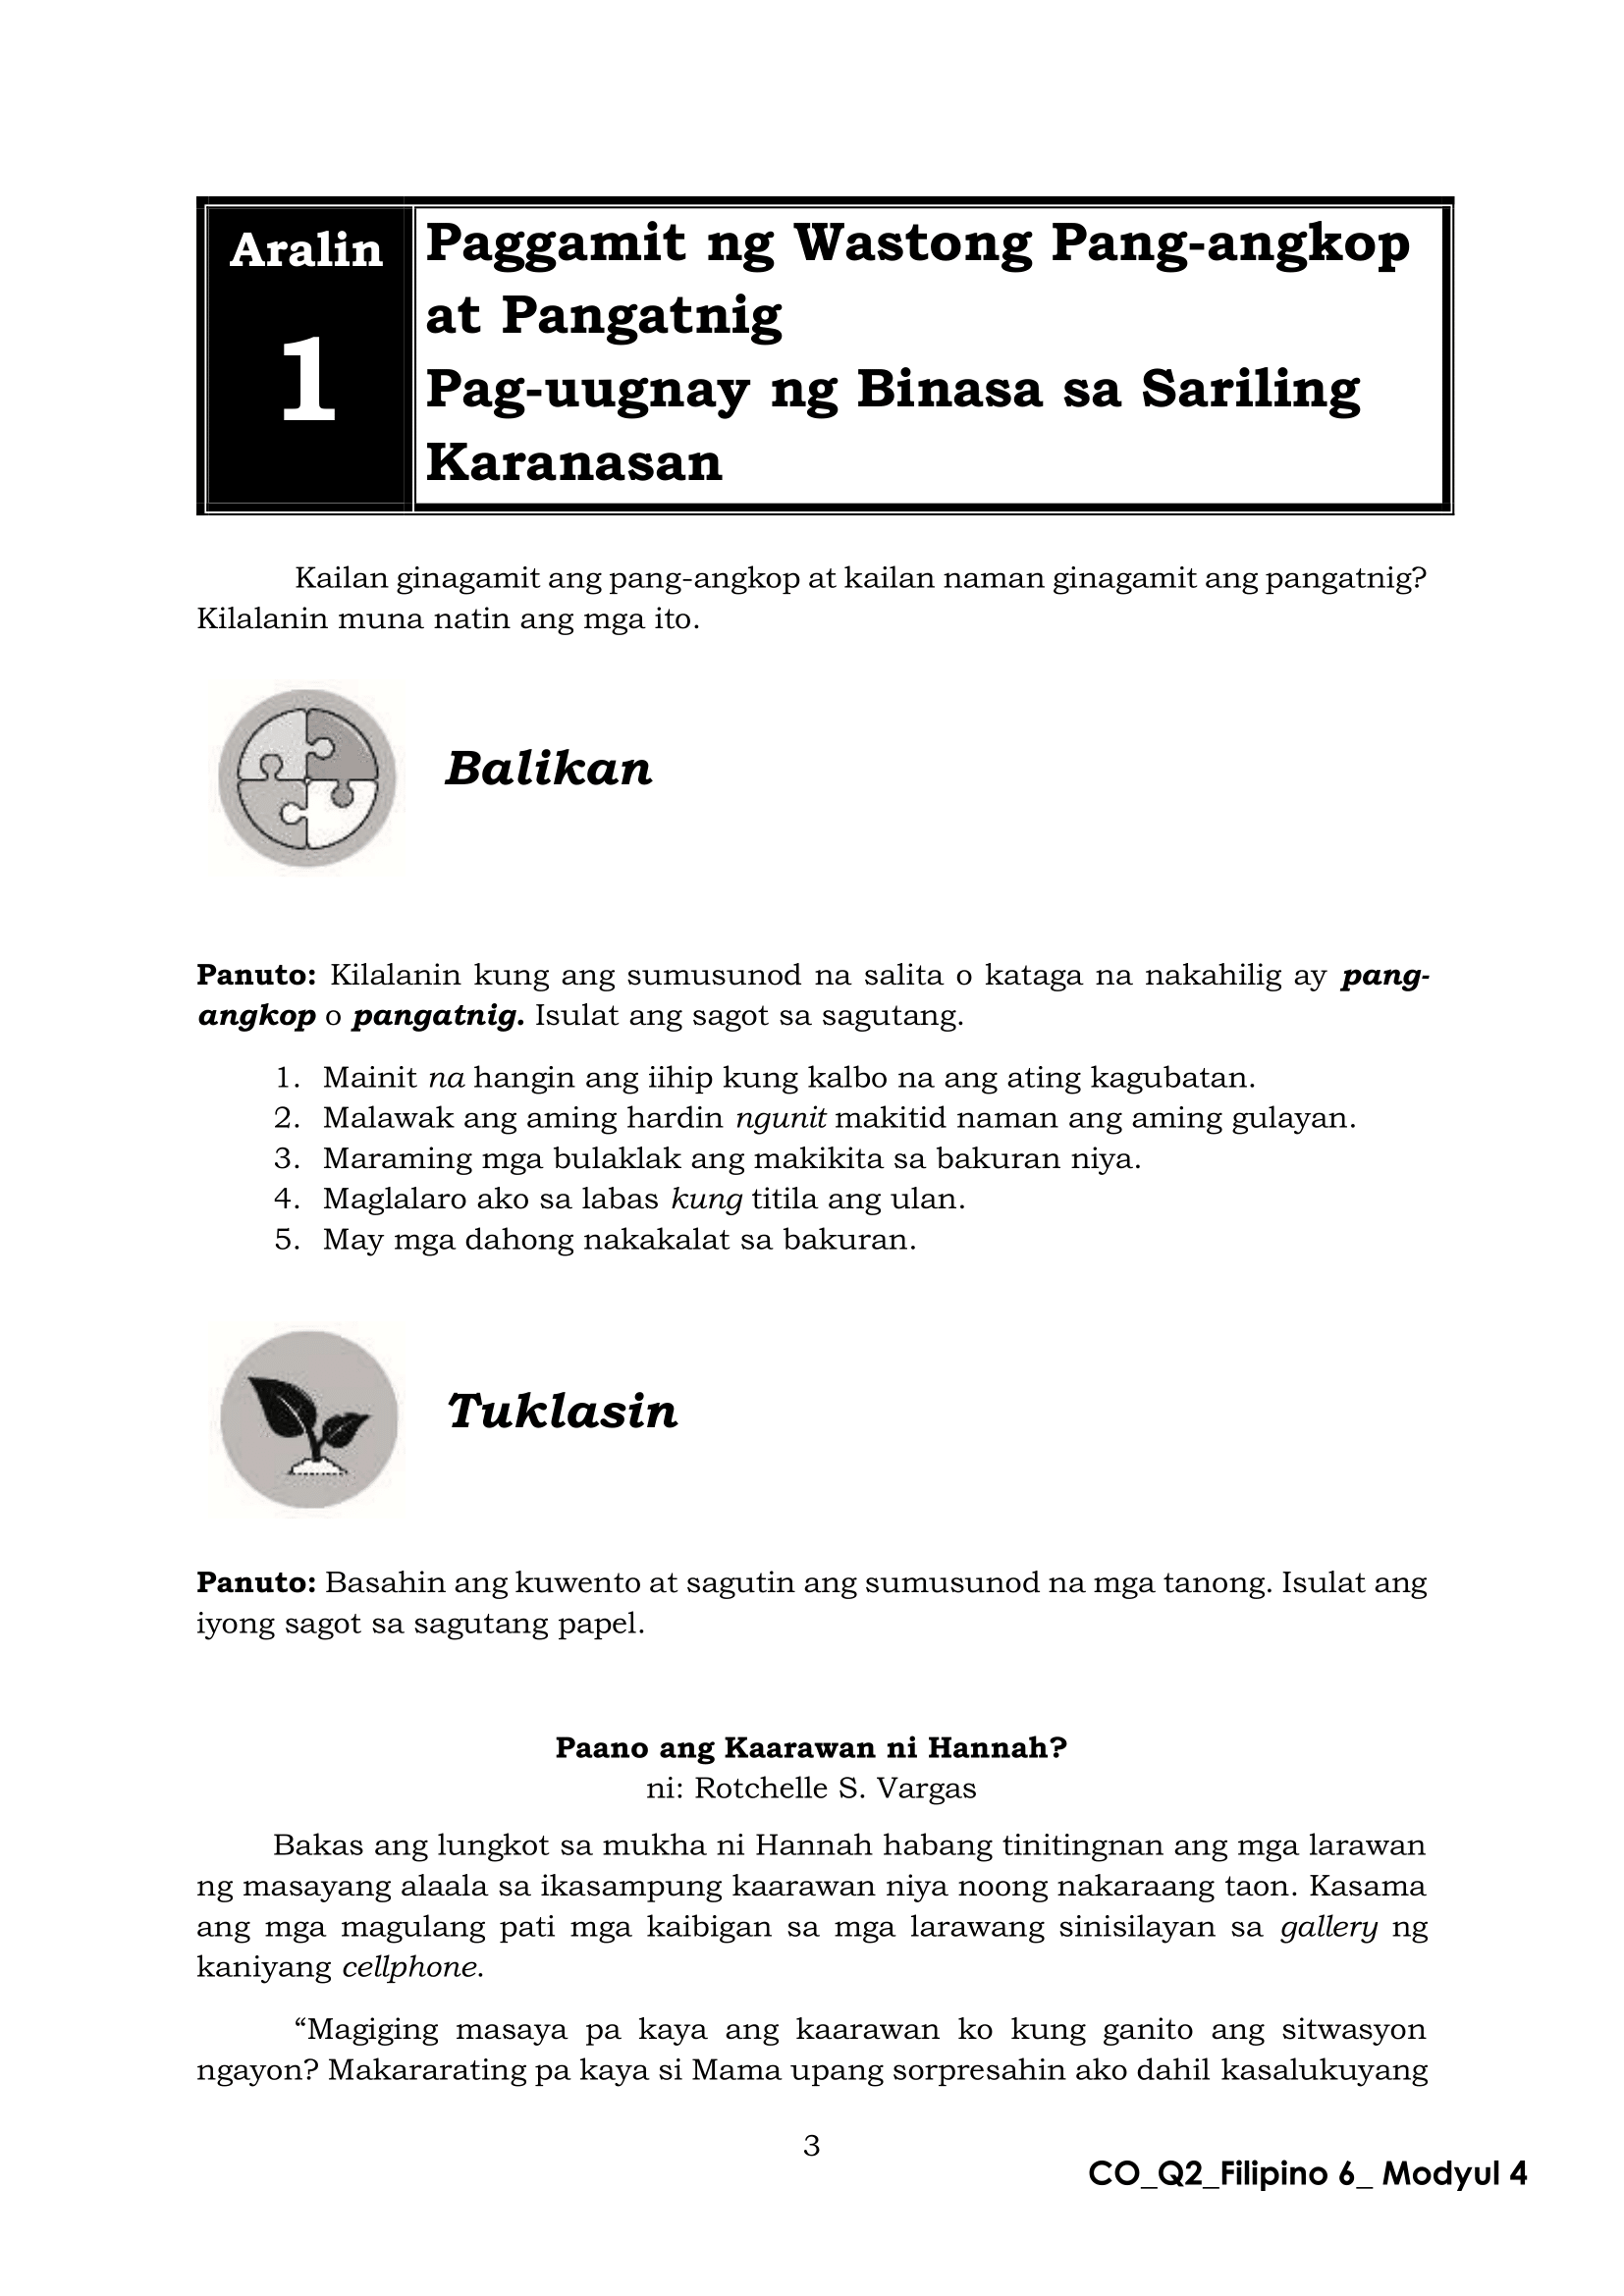 Aralin
1
Paggamit ng Wastong Pang-angkop
at Pangatnig
Pag-uugnay ng Binasa sa Sariling
Karanasan
Kailan ginagamit ang pang-angkop at kailan naman ginagamit ang pangatnig?
Kilalanin muna natin ang mga ito.
Balikan
Panuto: Kilalanin kung ang sumusunod na salita o kataga na nakahilig ay pang-
angkop o pangatnig. Isulat ang sagot sa sagutang.
1. Mainit na hangin ang iihip kung kalbo na ang ating kagubatan.
2. Malawak ang aming hardin ngunit makitid naman ang aming gulayan.
3. Maraming mga bulaklak ang makikita sa bakuran niya.
4. Maglalaro ako sa labas kung titila ang ulan.
5. May mga dahong nakakalat sa bakuran.
Tuklasin
Panuto: Basahin ang kuwento at sagutin ang sumusunod na mga tanong. Isulat ang
iyong sagot sa sagutang papel.
Paano ang Kaarawan ni Hannah?
ni: Rotchelle S. Vargas
Bakas ang lungkot sa mukha ni Hannah habang tinitingnan ang mga larawan
ng masayang alaala sa ikasampung kaarawan niya noong nakaraang taon. Kasama
ang mga magulang pati mga kaibigan sa mga larawang sinisilayan sa gallery ng
kaniyang cellphone.
“Magiging masaya pa kaya ang kaarawan ko kung ganito ang sitwasyon
ngayon? Makararating pa kaya si Mama upang sorpresahin ako dahil kasalukuyang
3
CO_Q2_Filipino 6_ Modyul 4